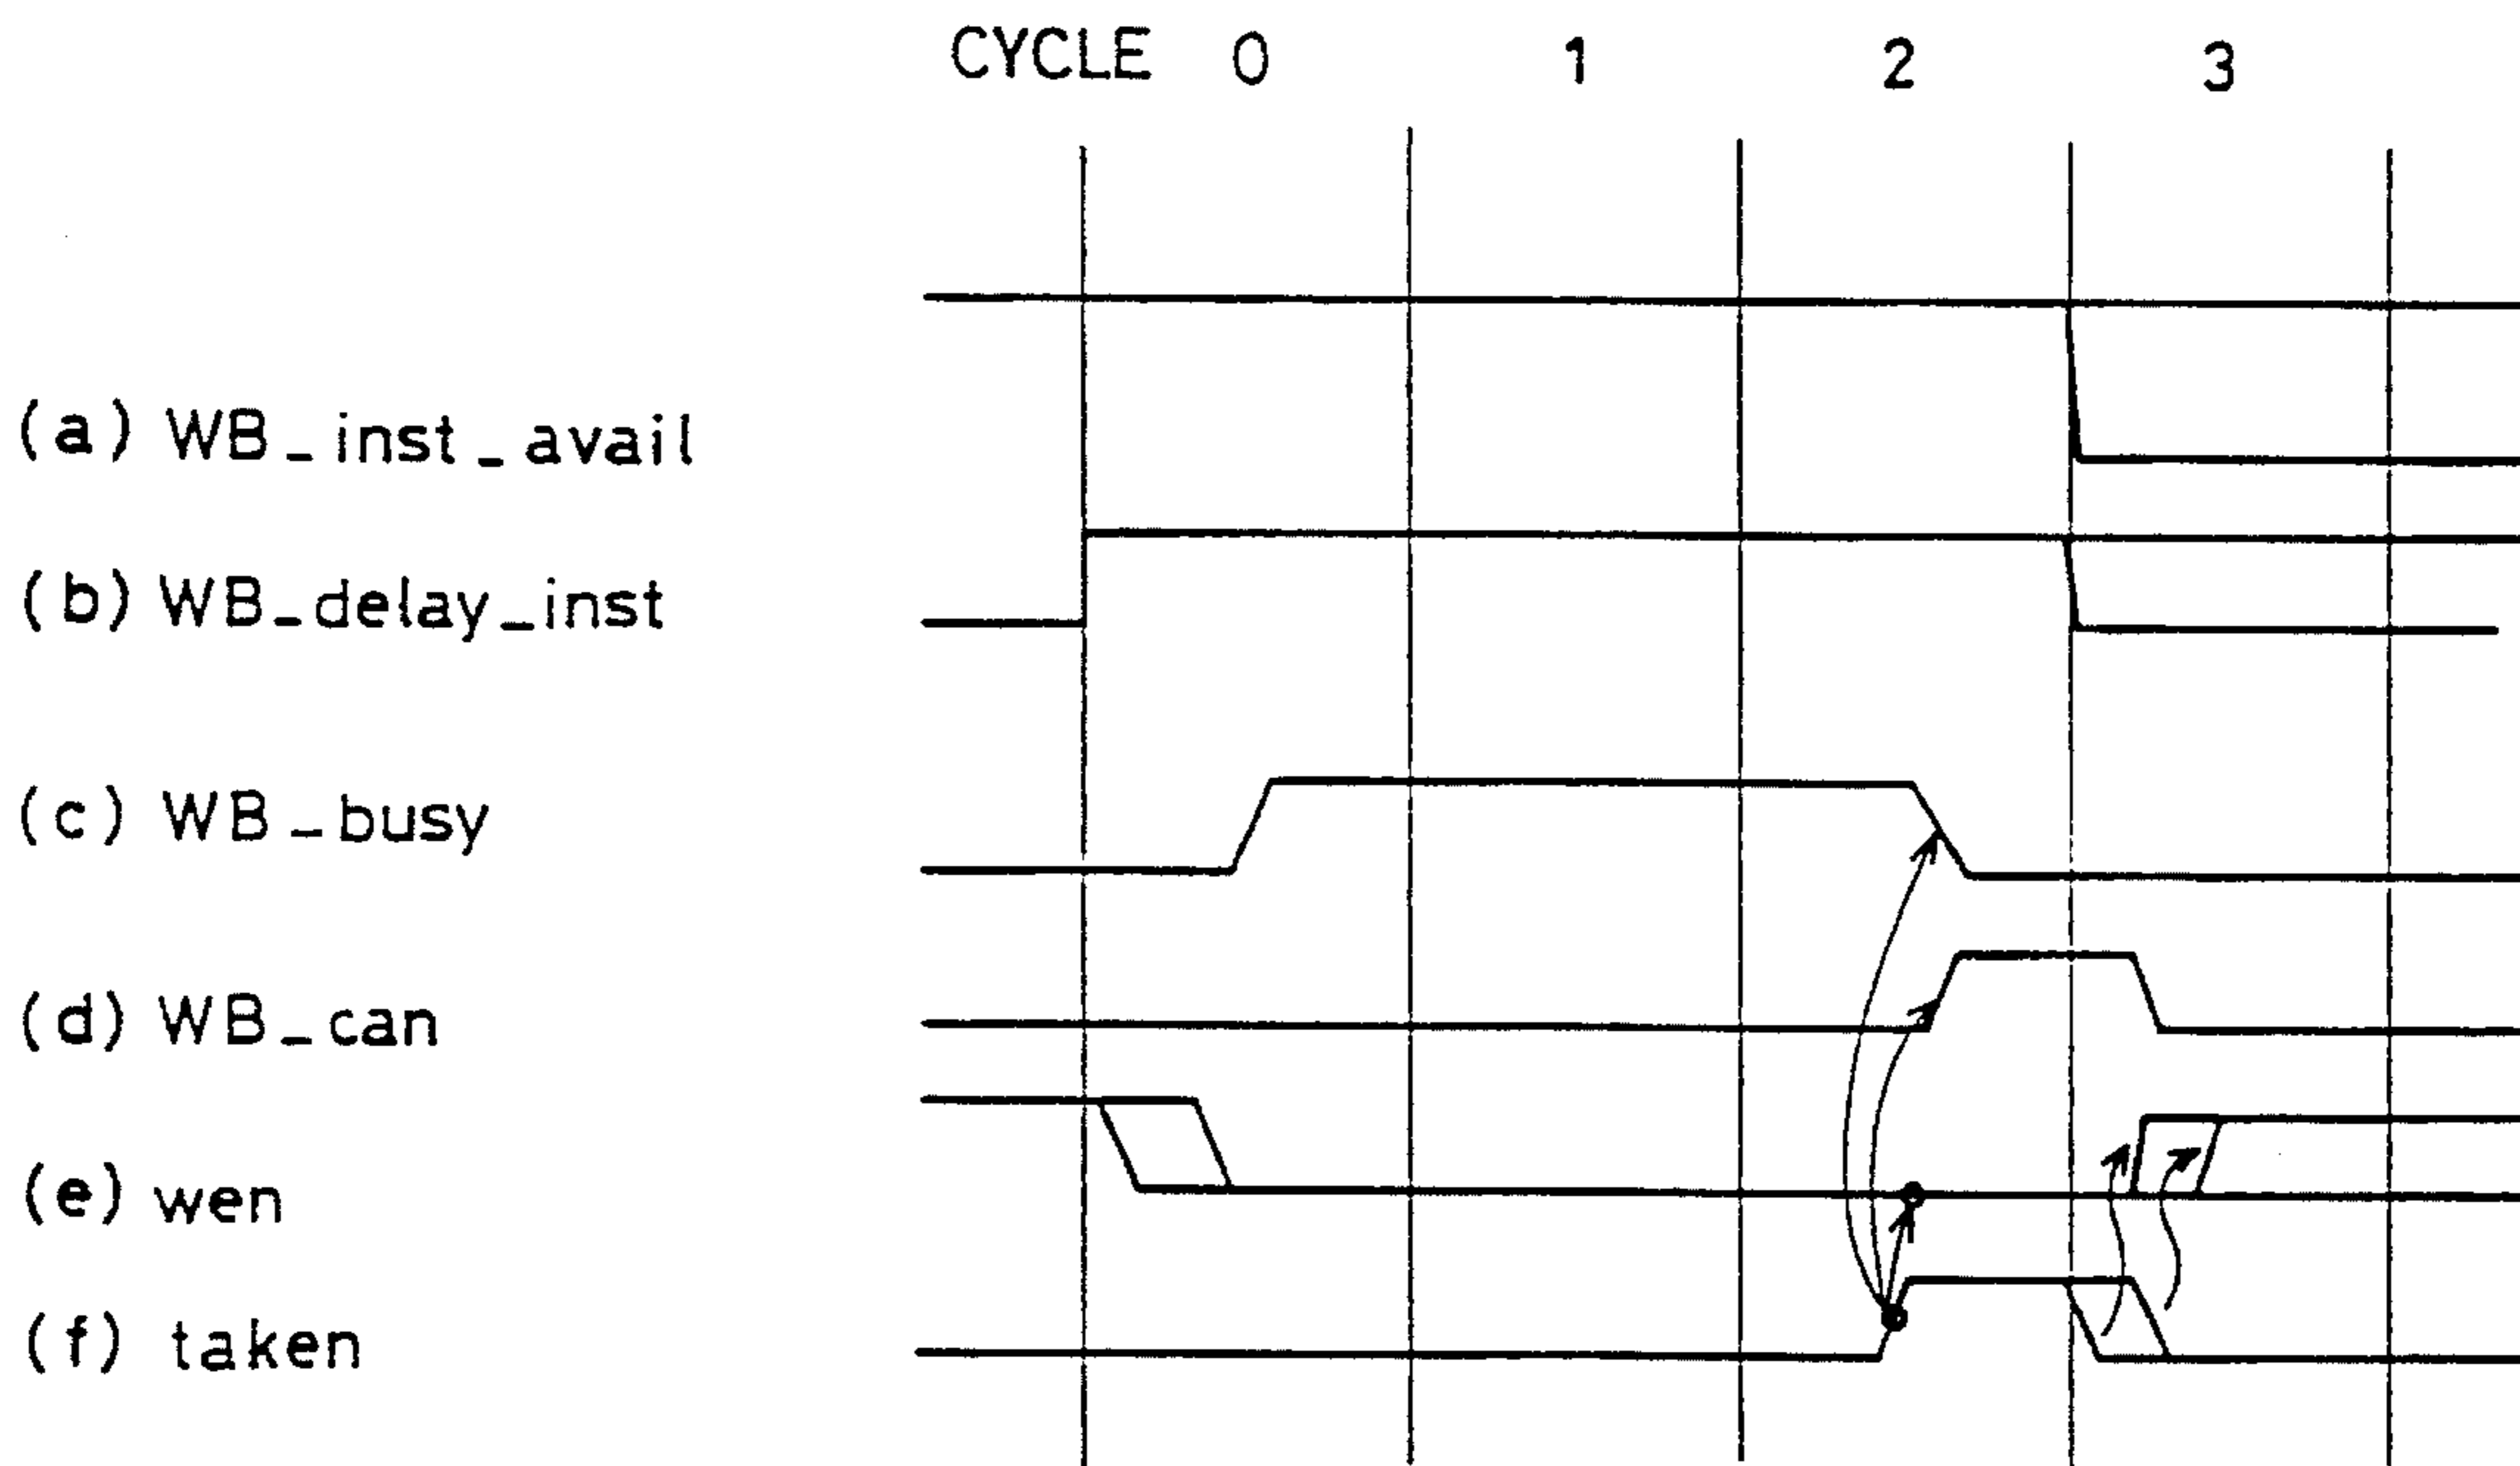 CYCLE 0 1 2 3
(a) WB_inst_avail
(b) WB_delay_inst
(c) WB_busy
(d) WB_can
(e) wen
(f) taken